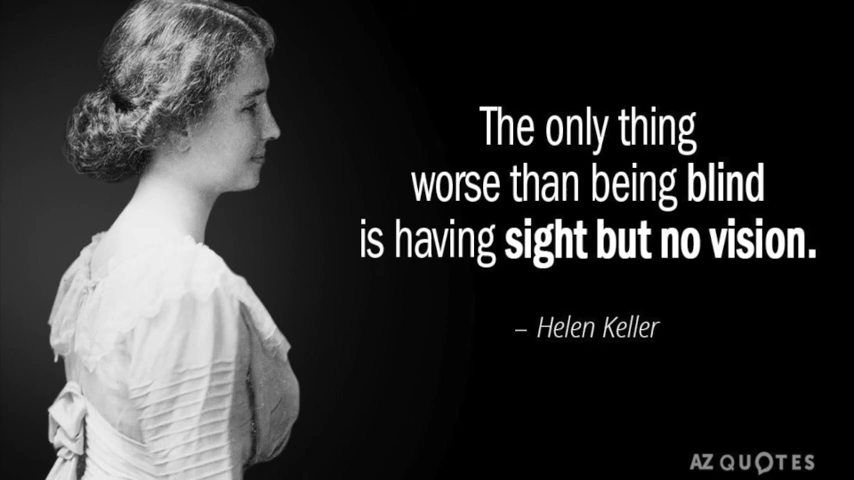 The only thing
worse than being blind
is having sight but no vision.
– Helen Keller
AZ QUOTES